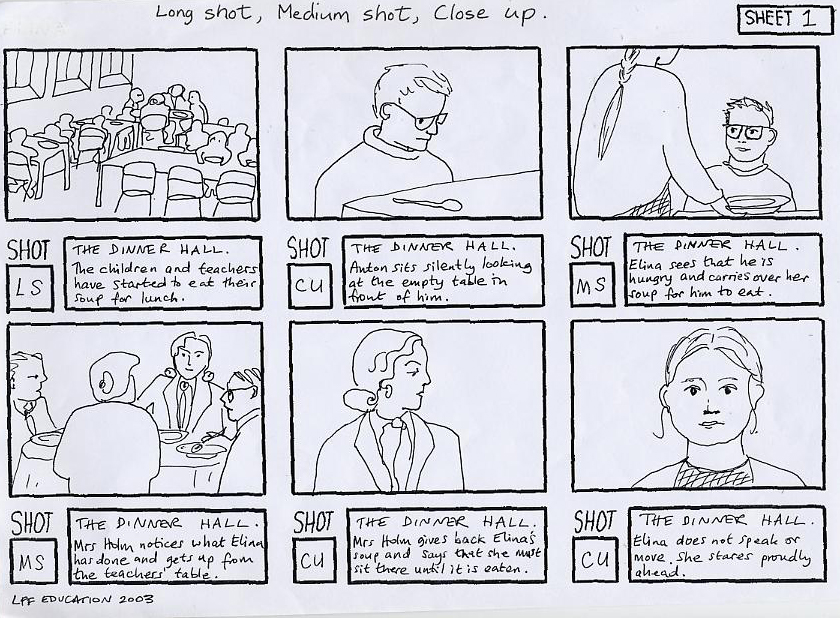 Long shot, Medium shot, Close up.
SHEET 1
SHOT
LS
THE DINNER HALL.
The children and teachers
have started to eat their
soup for lunch.
SHOT
CU
THE DINNER HALL.
Anton sits silently looking
at the empty table in
front of him.
SHOT
MS
THE DINNER HALL.
Elina sees that he is
hungry and carries over her
soup for him to eat.
SHOT
MS
THE DINNER HALL.
Mrs Holm notices what Elina
has done and gets up from
the teachers' table.
SHOT
CU
THE DINNER HALL.
Mrs Holm gives back Elina's
soup and says that she must
sit there until it is eaten.
SHOT
CU
THE DINNER HALL.
Elina does not speak or
move. She stares proudly
ahead.
LPF EDUCATION 2003